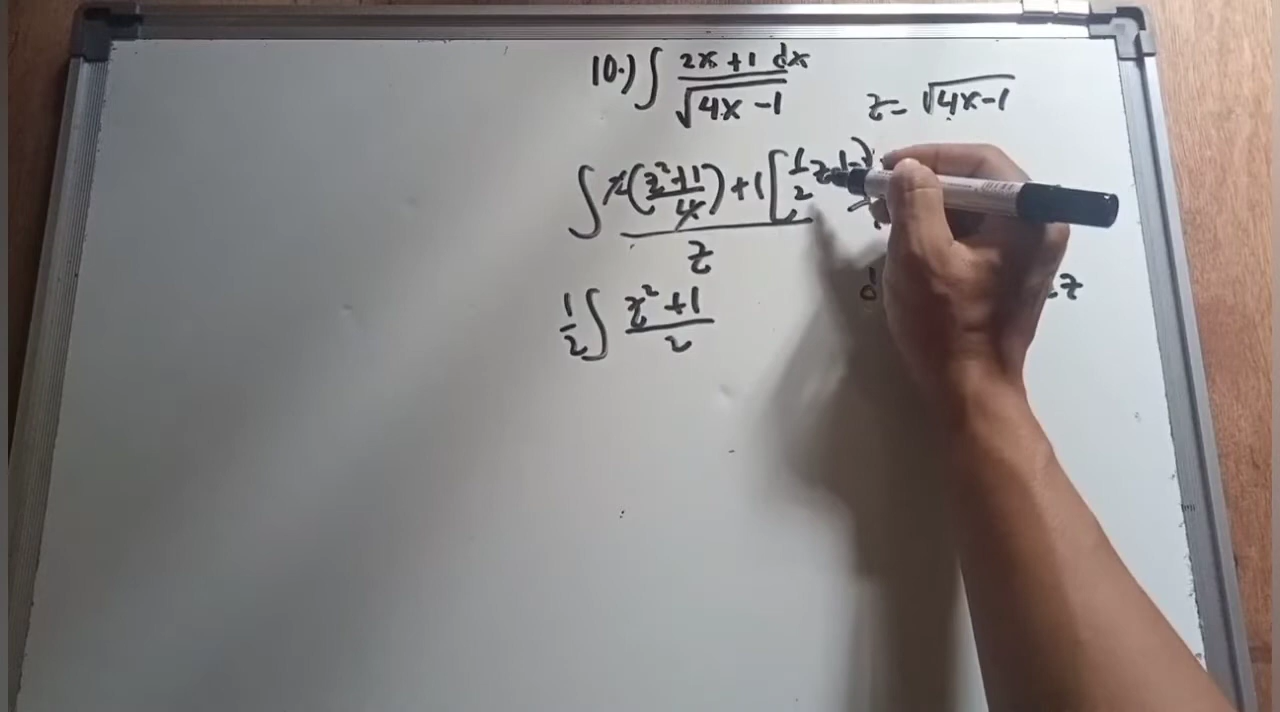 10.) ∫ 2x + 1 dx / √4x - 1
z = √4x-1
∫ 2(z²+1/4) + 1 [1/2 z / z
1/2 ∫ z² + 1 / 2
z